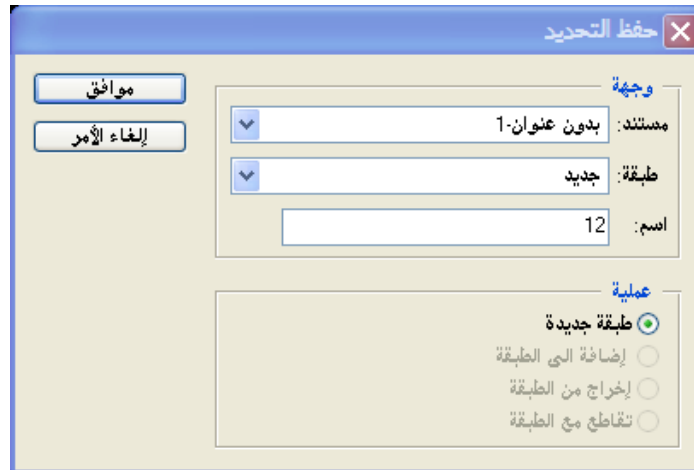 حفظ التحديد
وجهة
مستند: بدون عنوان-1
طبقة: جديد
اسم: 12
موافق
إلغاء الأمر
عملية
طبقة جديدة
إضافة الى الطبقة
إخراج من الطبقة
تقاطع مع الطبقة